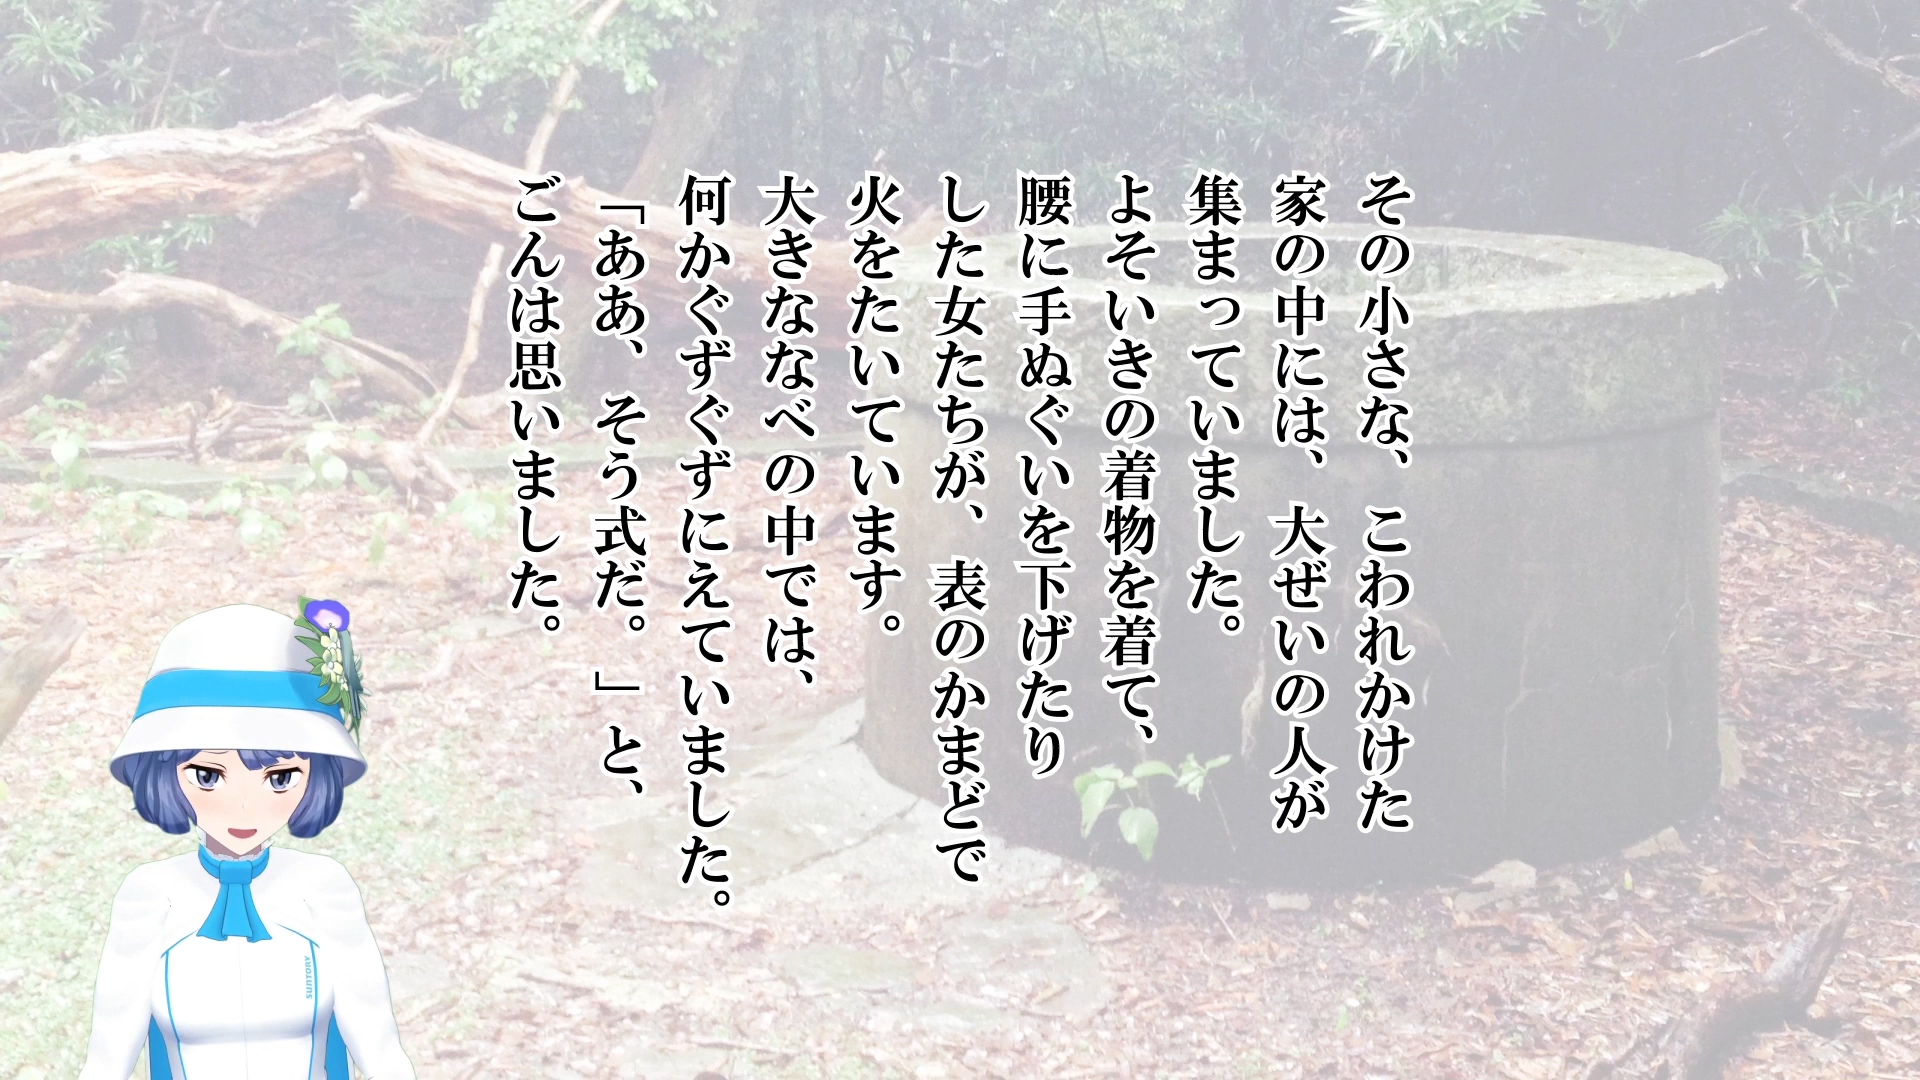 その小さな、こわれかけた
家の中には、大ぜいの人が
集まっていました。
よそいきの着物を着て、
腰に手ぬぐいを下げたり
した女たちが、表のかまどで
火をたいています。
大きななべの中では、
何かぐずぐずにえていました。
「ああ、そう式だ。」と、
ごんは思いました。
SUNTORY